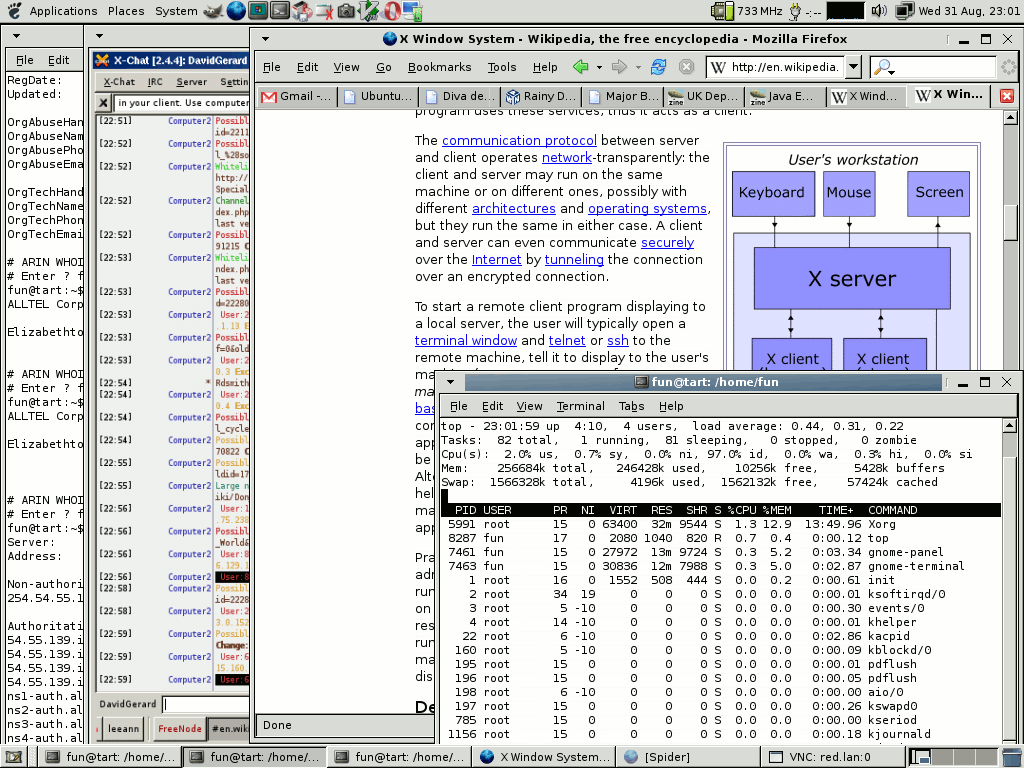 Applications Places System 733 MHz -:-- Wed 31 Aug, 23:01
File Edit
RegDate:
Updated:
OrgAbuseHand
OrgAbuseNam
OrgAbusePho
OrgAbuseEma
OrgTechHand
OrgTechName
OrgTechPhon
OrgTechEmai
# ARIN WHOI
# Enter ? f
fun@tart:~$
ALLTEL Corp
Elizabethto
# ARIN WHOI
# Enter ? f
fun@tart:~$
ALLTEL Corp
Elizabethto
# ARIN WHOI
# Enter ? f
fun@tart:~$
Server:
Address:
Non-authori
254.54.55.1
Authoritati
54.55.139.i
54.55.139.i
54.55.139.i
54.55.139.i
ns1-auth.al
ns2-auth.al
ns3-auth.al
ns4-auth.al
X-Chat [2.4.4]: DavidGerard
X-Chat IRC Server Settin
in your client. Use computer
[22:51] Computer2 Possibl
id=2211
[22:52] Computer2 Possibl
l_%28so
[22:52] Computer2 Whiteli
http://
Special
[22:52] Computer2 Channel
dex.php
last ve
[22:52] Computer2 Possibl
91215 C
[22:53] Computer2 Whiteli
ndex.ph
last ve
[22:53] Computer2 Possibl
d=22280
[22:53] Computer2 User:2
.1.13 E
[22:53] Computer2 Possibl
f=0&old
[22:53] Computer2 User:2
0.3 Exc
[22:54] * Rdsmith
[22:54] Computer2 User:2
0.4 Exc
[22:54] Computer2 Possibl
l_cycle
[22:54] Computer2 Possibl
70822 C
[22:55] Computer2 Possibl
ldid=17
[22:55] Computer2 Large n
iki/Don
[22:56] Computer2 User:1
.75.238
[22:56] Computer2 Possibl
_World&
[22:56] Computer2 User:8
6.129.1
[22:56] Computer2 User:8
[22:58] Computer2 Possibl
id=2228
[22:58] Computer2 User:2
3.0.152
[22:59] Computer2 Possibl
Change:
[22:59] Computer2 User:6
15.160.
[22:59] Computer2 User:6
DavidGerard
leeann FreeNode #en.wiki
X Window System - Wikipedia, the free encyclopedia - Mozilla Firefox
File Edit View Go Bookmarks Tools Help http://en.wikipedia.
Gmail -... Ubuntu... Diva de... Rainy D... Major B... UK Dep... Java E... X Wind... X Win...
program uses these services, thus it acts as a client.
The communication protocol between server
and client operates network-transparently: the
client and server may run on the same
machine or on different ones, possibly with
different architectures and operating systems,
but they run the same in either case. A client
and server can even communicate securely
over the Internet by tunneling the connection
over an encrypted connection.
To start a remote client program displaying to
a local server, the user will typically open a
terminal window and telnet or ssh to the
remote machine, tell it to display to the user's
ma
bas
con
app
be
Alte
hel
ma
app
Pra
adr
run
on
res
run
ma
dis
De
Done
User's workstation
Keyboard Mouse Screen
X server
X client X client
fun@tart: /home/fun
File Edit View Terminal Tabs Help
top - 23:01:59 up 4:10, 4 users, load average: 0.44, 0.31, 0.22
Tasks: 82 total, 1 running, 81 sleeping, 0 stopped, 0 zombie
Cpu(s): 2.0% us, 0.7% sy, 0.0% ni, 97.0% id, 0.0% wa, 0.3% hi, 0.0% si
Mem: 256684k total, 246428k used, 10256k free, 5428k buffers
Swap: 1566328k total, 4196k used, 1562132k free, 57424k cached
PID USER PR NI VIRT RES SHR S %CPU %MEM TIME+ COMMAND
5991 root 15 0 63400 32m 9544 S 1.3 12.9 13:49.96 Xorg
8287 fun 17 0 2080 1040 820 R 0.7 0.4 0:00.12 top
7461 fun 15 0 27972 13m 9724 S 0.3 5.2 0:03.34 gnome-panel
7463 fun 15 0 30836 12m 7988 S 0.3 5.0 0:02.87 gnome-terminal
1 root 16 0 1552 508 444 S 0.0 0.2 0:00.61 init
2 root 34 19 0 0 0 S 0.0 0.0 0:00.01 ksoftirqd/0
3 root 5 -10 0 0 0 S 0.0 0.0 0:00.30 events/0
4 root 14 -10 0 0 0 S 0.0 0.0 0:00.01 khelper
22 root 6 -10 0 0 0 S 0.0 0.0 0:02.86 kacpid
160 root 5 -10 0 0 0 S 0.0 0.0 0:00.09 kblockd/0
195 root 15 0 0 0 0 S 0.0 0.0 0:00.01 pdflush
196 root 15 0 0 0 0 S 0.0 0.0 0:00.05 pdflush
198 root 6 -10 0 0 0 S 0.0 0.0 0:00.00 aio/0
197 root 15 0 0 0 0 S 0.0 0.0 0:00.26 kswapd0
785 root 15 0 0 0 0 S 0.0 0.0 0:00.00 kseriod
1156 root 15 0 0 0 0 S 0.0 0.0 0:00.18 kjournald
fun@tart: /home/... fun@tart: /home/... fun@tart: /home/... X Window System... [Spider] VNC: red.lan:0